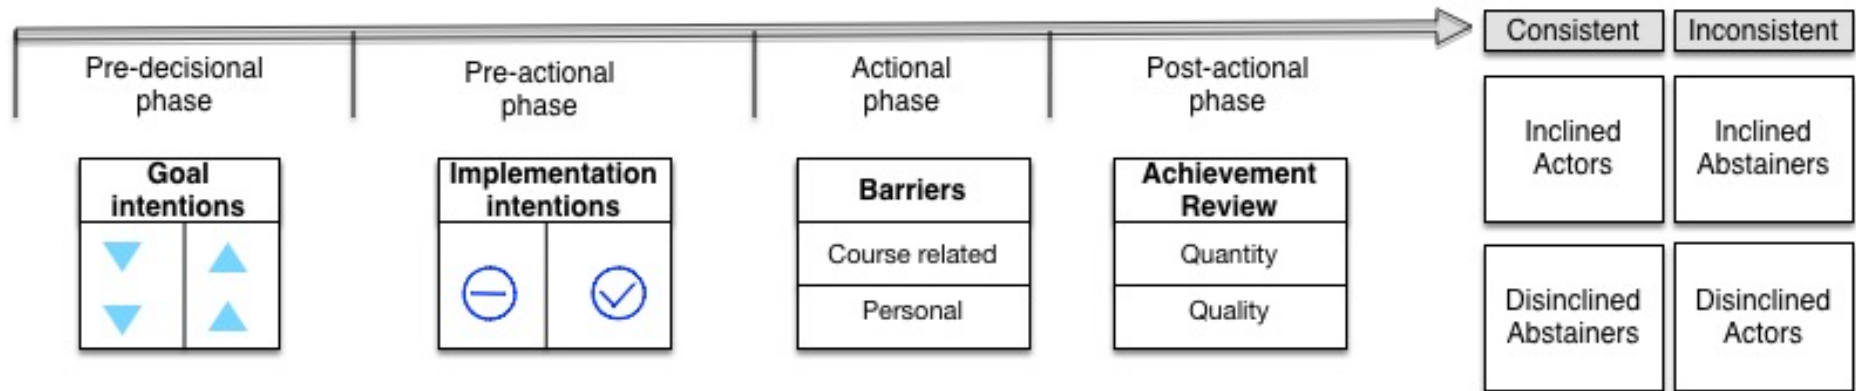 Consistent
Inconsistent
Pre-decisional
phase
Pre-actional
phase
Actional
phase
Post-actional
phase
Goal
intentions
Implementation
intentions
Barriers
Course related
Personal
Achievement
Review
Quantity
Quality
Inclined
Actors
Inclined
Abstainers
Disinclined
Abstainers
Disinclined
Actors